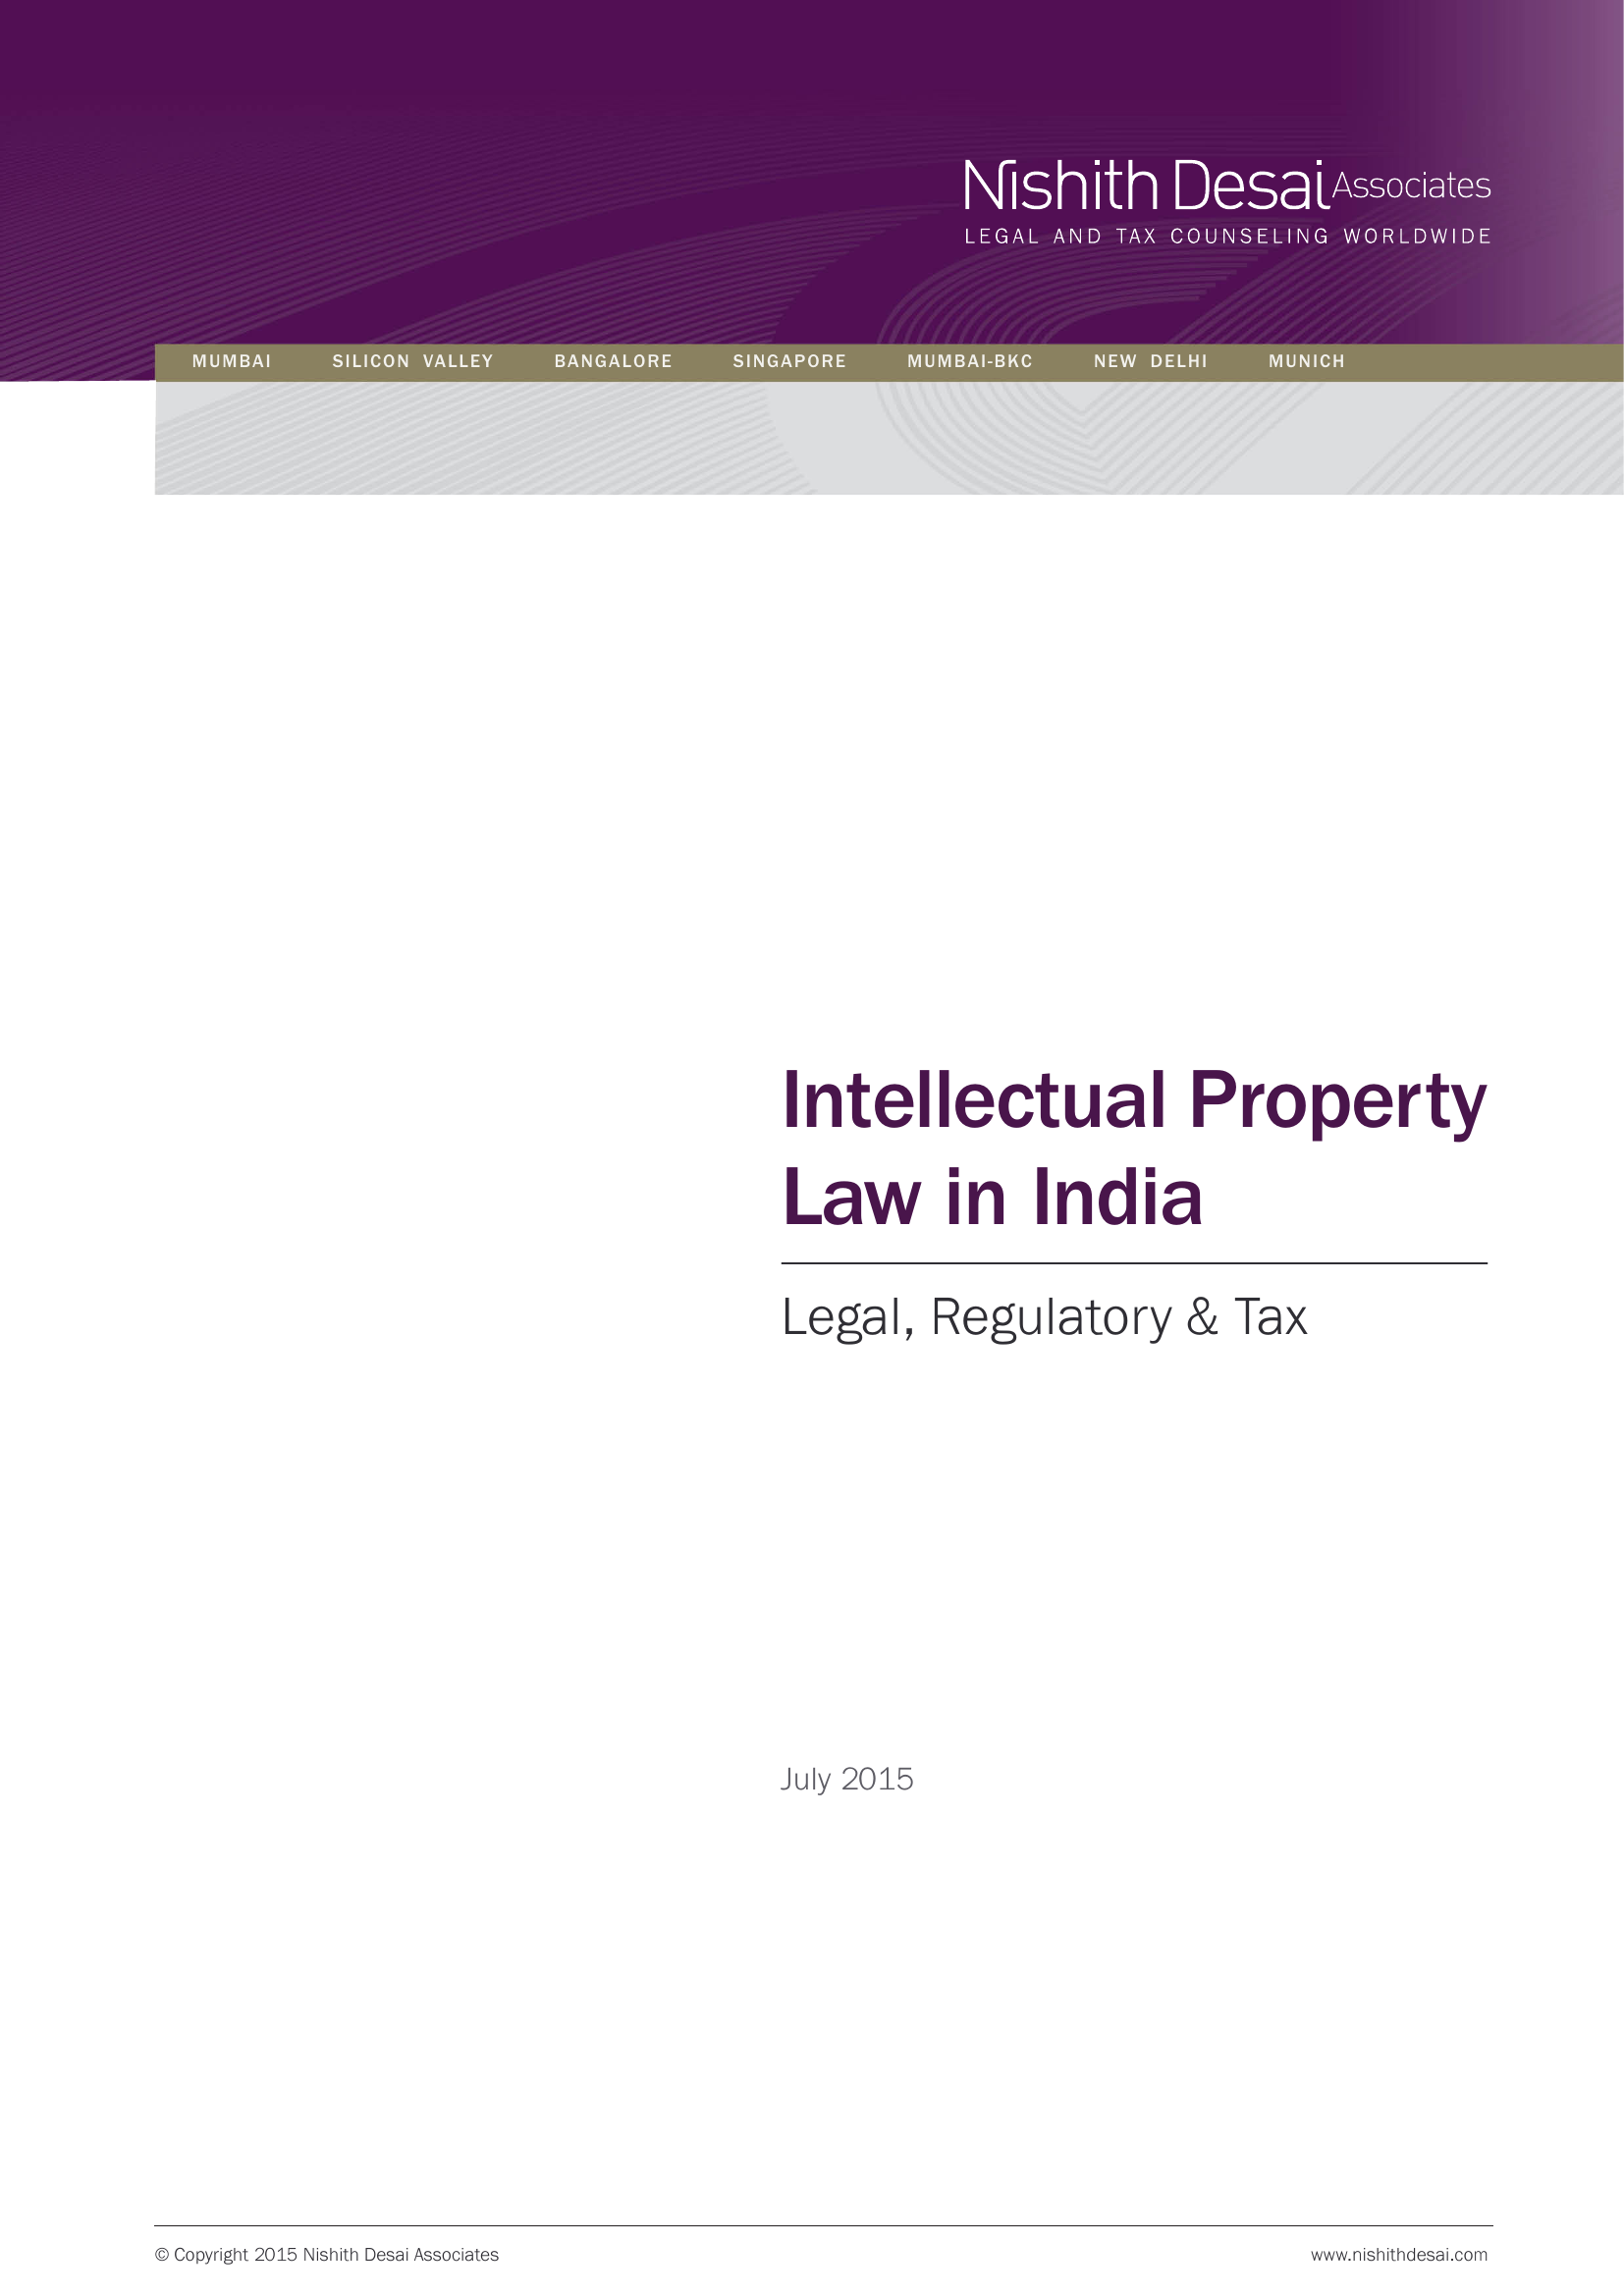 Nishith Desai Associates
LEGAL AND TAX COUNSELING WORLDWIDE
MUMBAI SILICON VALLEY BANGALORE SINGAPORE MUMBAI-BKC NEW DELHI MUNICH
Intellectual Property
Law in India
Legal, Regulatory & Tax
July 2015
© Copyright 2015 Nishith Desai Associates www.nishithdesai.com